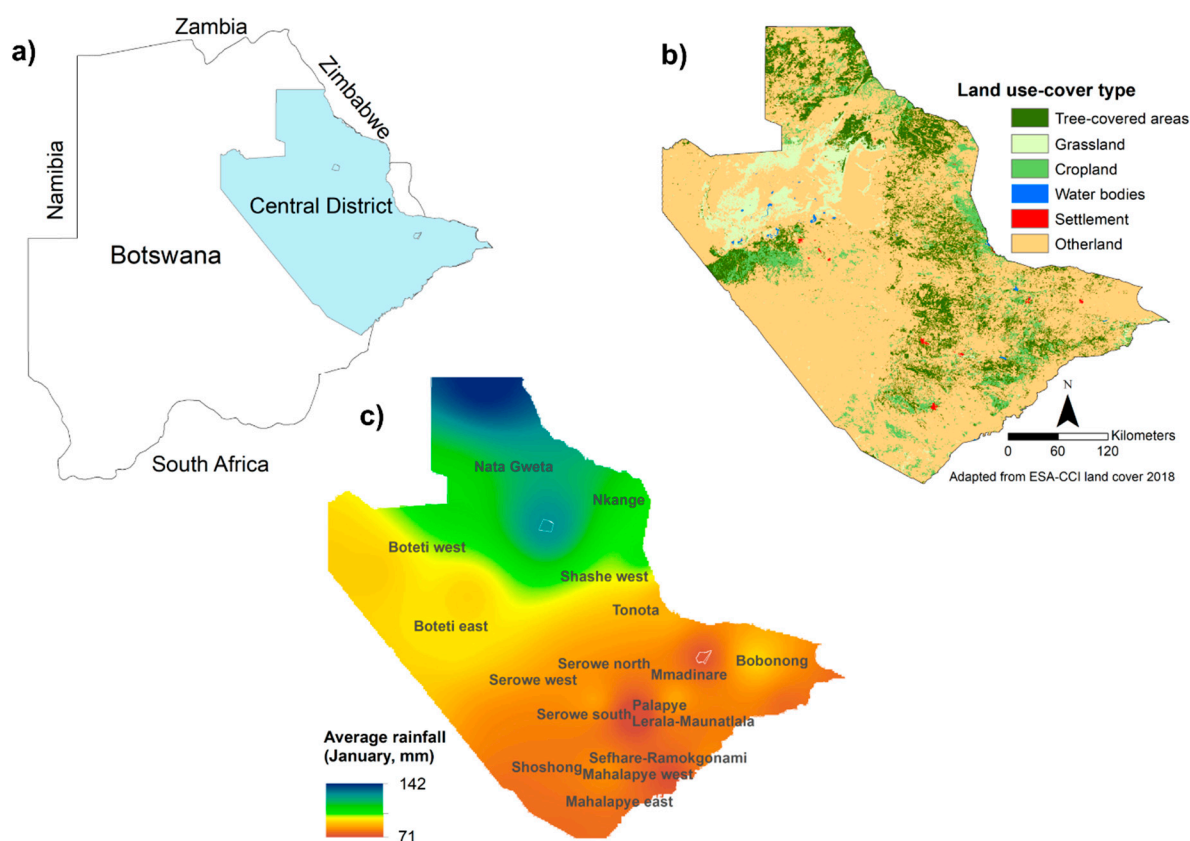 a)
Zambia
Zimbabwe
Namibia
Central District
Botswana
South Africa
b)
Land use-cover type
Tree-covered areas
Grassland
Cropland
Water bodies
Settlement
Otherland
N
Kilometers
0 60 120
Adapted from ESA-CCI land cover 2018
c)
Nata Gweta
Nkange
Boteti west
Shashe west
Tonota
Boteti east
Serowe north
Bobonong
Mmadinare
Serowe west
Palapye
Serowe south
Lerala-Maunatlala
Sefhare-Ramokgonami
Shoshong
Mahalapye west
Mahalapye east
Average rainfall
(January, mm)
142
71